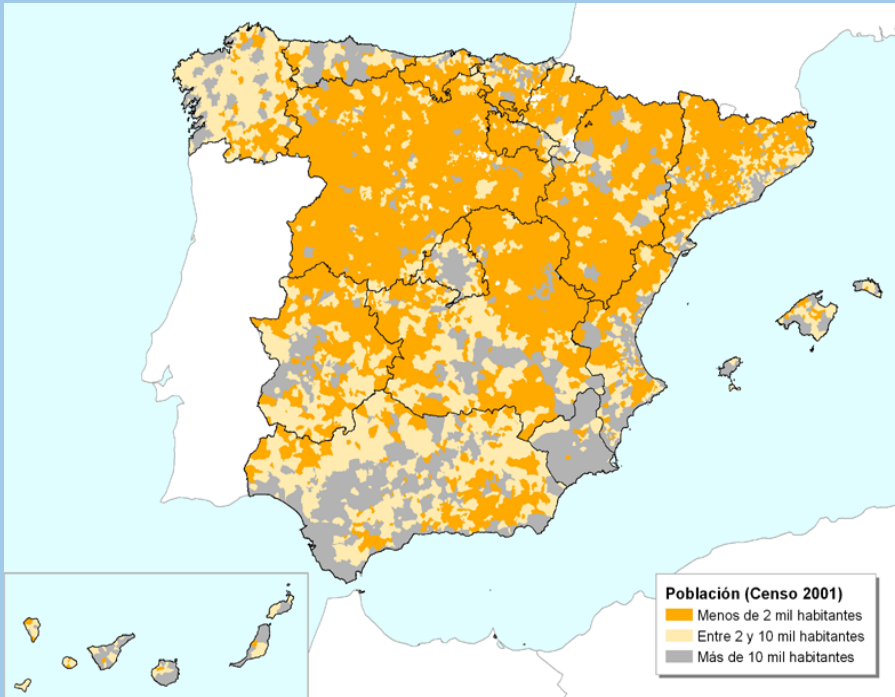 Población (Censo 2001)
Menos de 2 mil habitantes
Entre 2 y 10 mil habitantes
Más de 10 mil habitantes